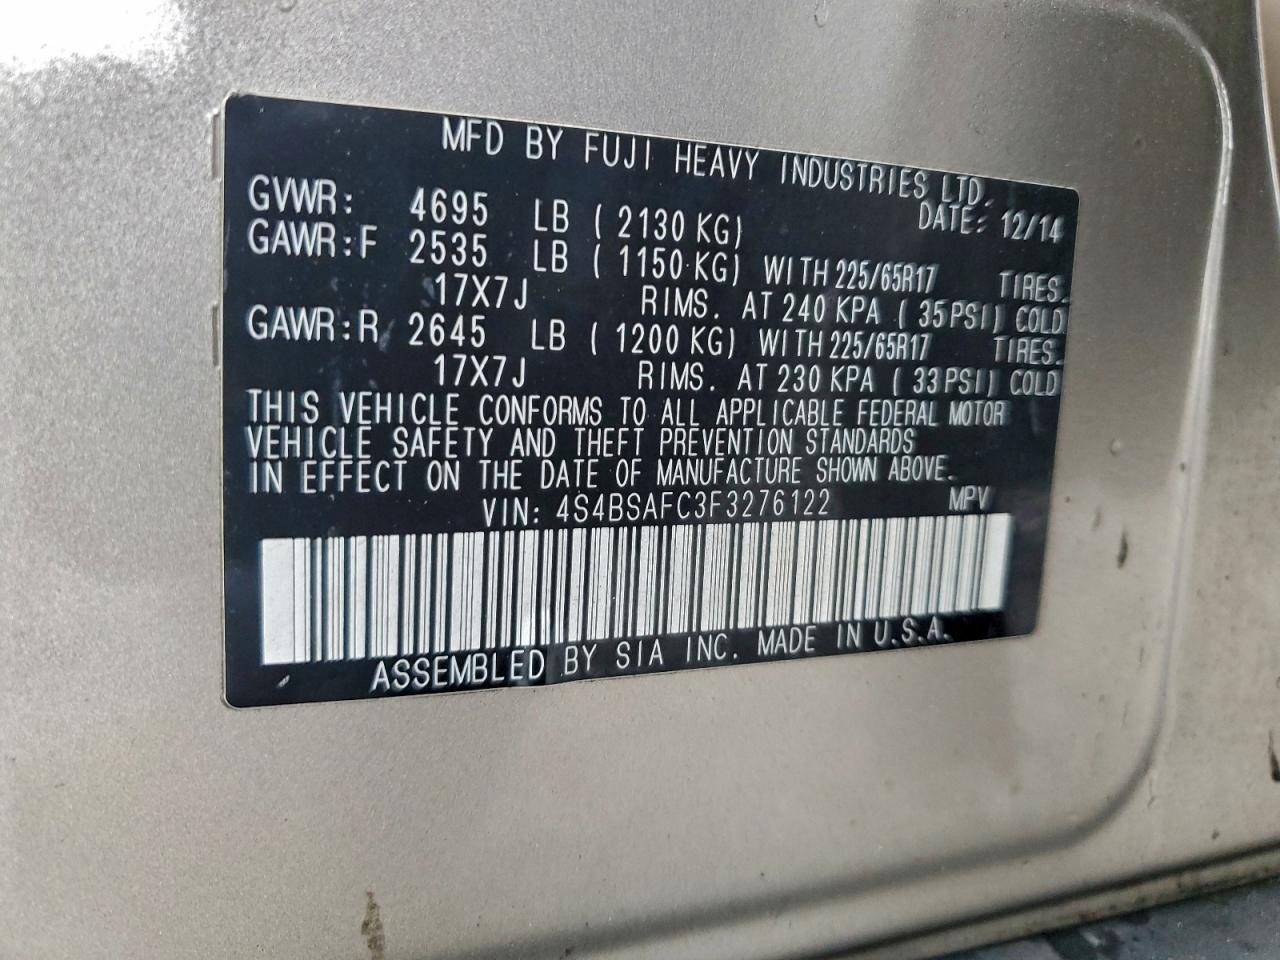 MFD BY FUJI HEAVY INDUSTRIES LTD.
DATE: 12/14
GVWR: 4695 LB ( 2130 KG)
GAWR:F 2535 LB ( 1150 KG) WITH 225/65R17 TIRES.
17X7J RIMS. AT 240 KPA ( 35PSI) COLD
GAWR:R 2645 LB ( 1200 KG) WITH 225/65R17 TIRES.
17X7J RIMS. AT 230 KPA ( 33PSI) COLD
THIS VEHICLE CONFORMS TO ALL APPLICABLE FEDERAL MOTOR
VEHICLE SAFETY AND THEFT PREVENTION STANDARDS
IN EFFECT ON THE DATE OF MANUFACTURE SHOWN ABOVE.
VIN: 4S4BSAFC3F3276122 MPV
ASSEMBLED BY SIA INC. MADE IN U.S.A.